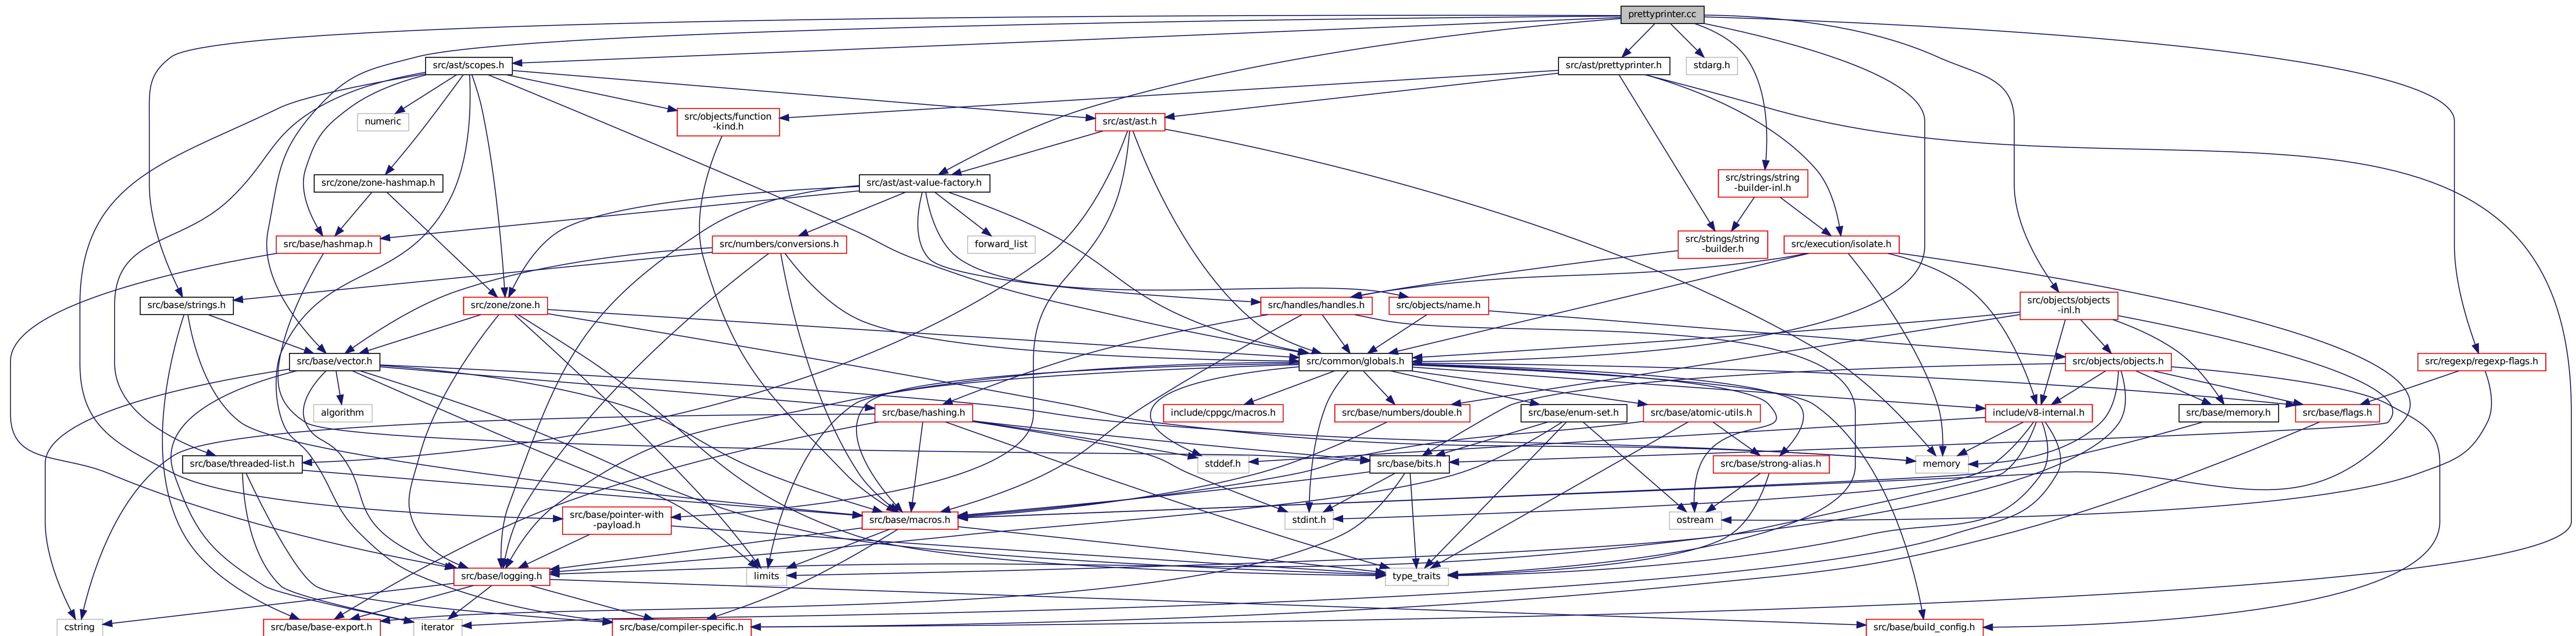 prettyprinter.cc
src/ast/scopes.h
src/ast/prettyprinter.h
stdarg.h
numeric
src/objects/function
-kind.h
src/ast/ast.h
src/zone/zone-hashmap.h
src/ast/ast-value-factory.h
src/strings/string
-builder-inl.h
src/base/hashmap.h
src/numbers/conversions.h
forward_list
src/strings/string
-builder.h
src/execution/isolate.h
src/base/strings.h
src/zone/zone.h
src/handles/handles.h
src/objects/name.h
src/objects/objects
-inl.h
src/base/vector.h
src/common/globals.h
src/objects/objects.h
src/regexp/regexp-flags.h
algorithm
src/base/hashing.h
include/cppgc/macros.h
src/base/numbers/double.h
src/base/enum-set.h
src/base/atomic-utils.h
include/v8-internal.h
src/base/memory.h
src/base/flags.h
src/base/threaded-list.h
stddef.h
src/base/bits.h
src/base/strong-alias.h
memory
src/base/pointer-with
-payload.h
src/base/macros.h
stdint.h
ostream
src/base/logging.h
limits
type_traits
cstring
src/base/base-export.h
iterator
src/base/compiler-specific.h
src/base/build_config.h